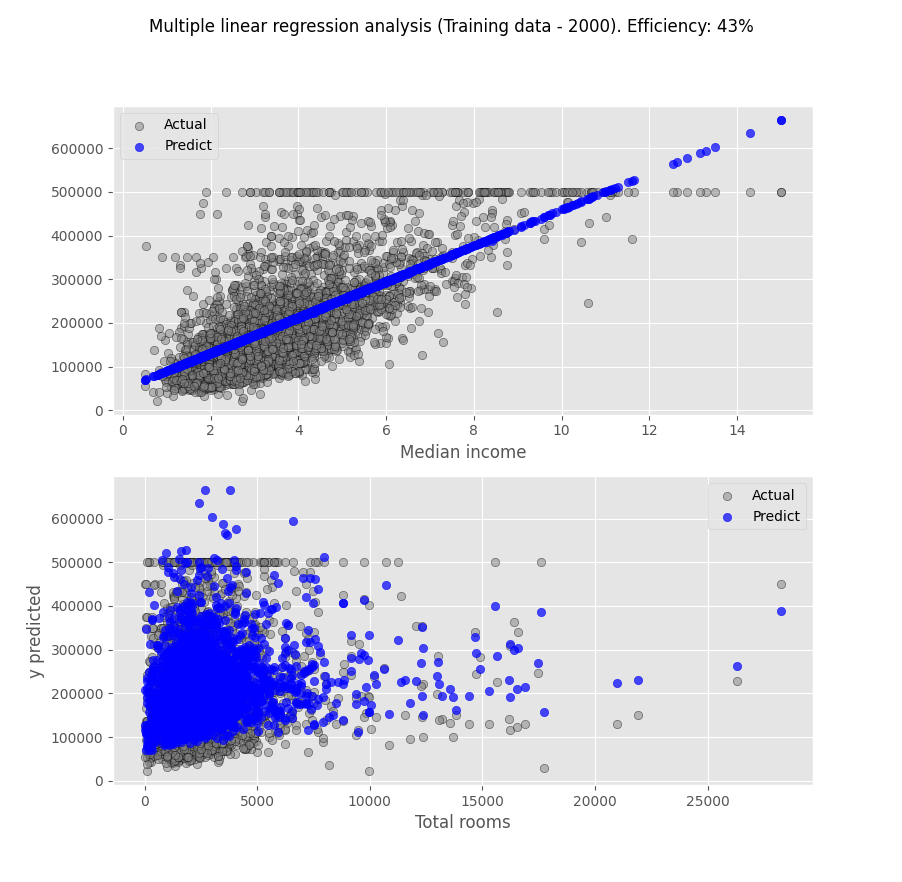 Multiple linear regression analysis (Training data - 2000). Efficiency: 43%
Actual
Predict
600000
500000
400000
300000
200000
100000
0
0 2 4 6 8 10 12 14
Median income
Actual
Predict
600000
500000
400000
300000
200000
100000
0
y predicted
0 5000 10000 15000 20000 25000
Total rooms